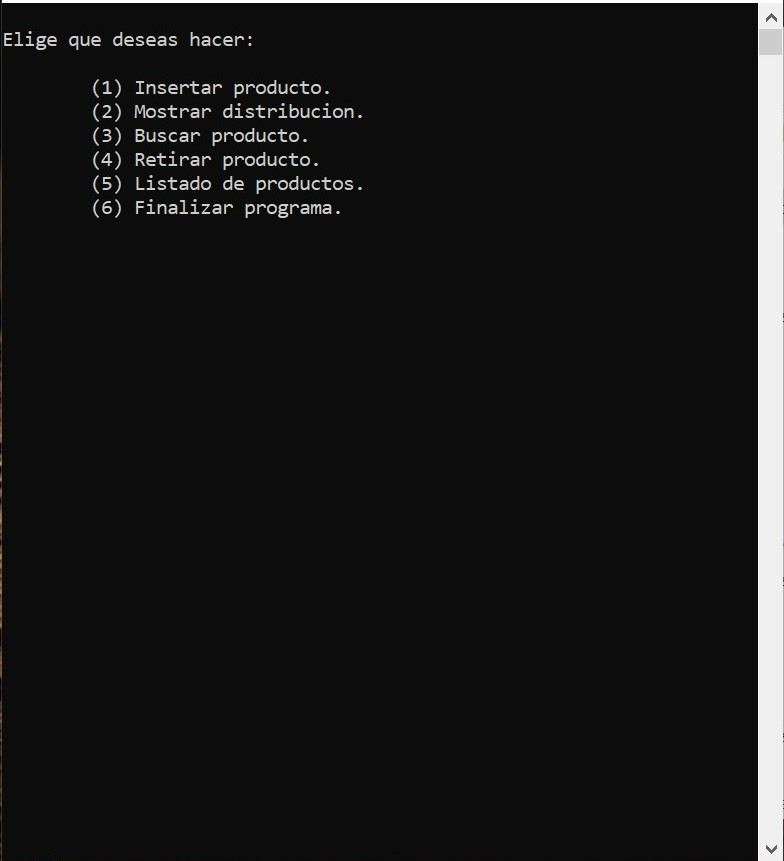 Elige que deseas hacer:
(1) Insertar producto.
(2) Mostrar distribucion.
(3) Buscar producto.
(4) Retirar producto.
(5) Listado de productos.
(6) Finalizar programa.